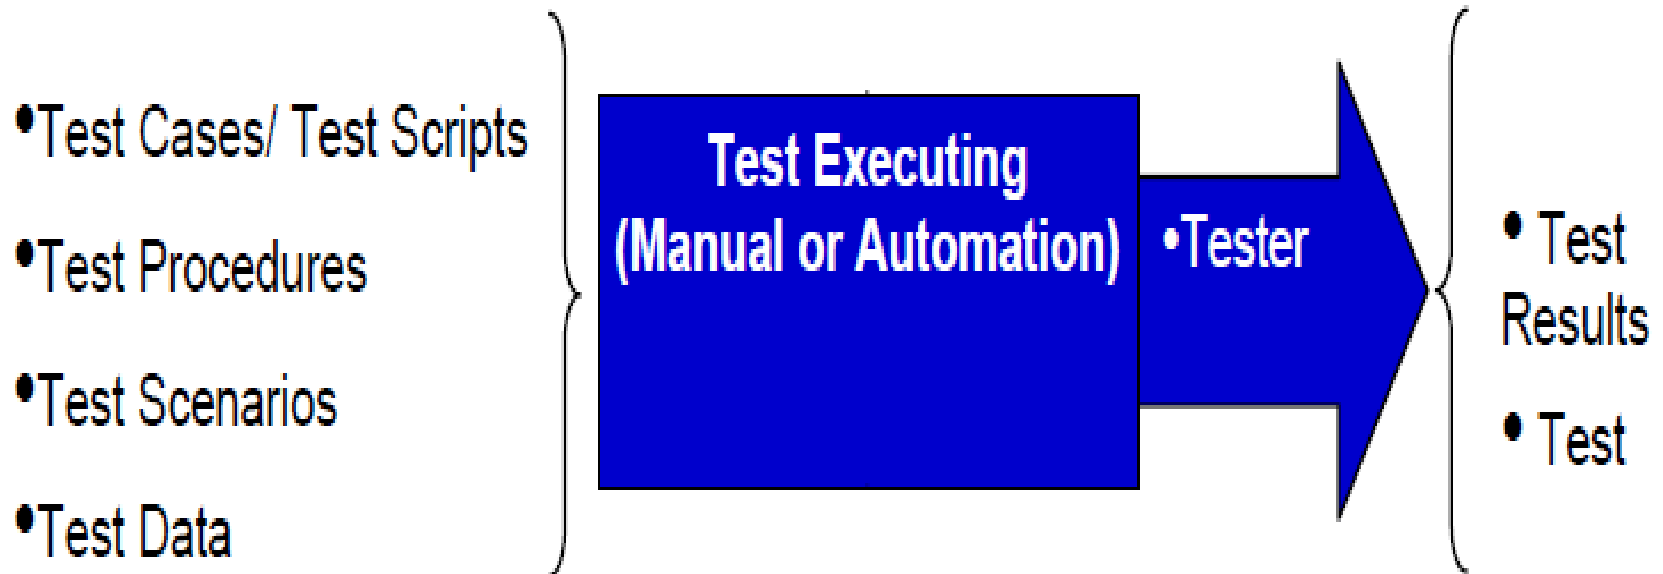 •Test Cases/ Test Scripts
•Test Procedures
•Test Scenarios
•Test Data
Test Executing
(Manual or Automation)
•Tester
• Test
Results
• Test